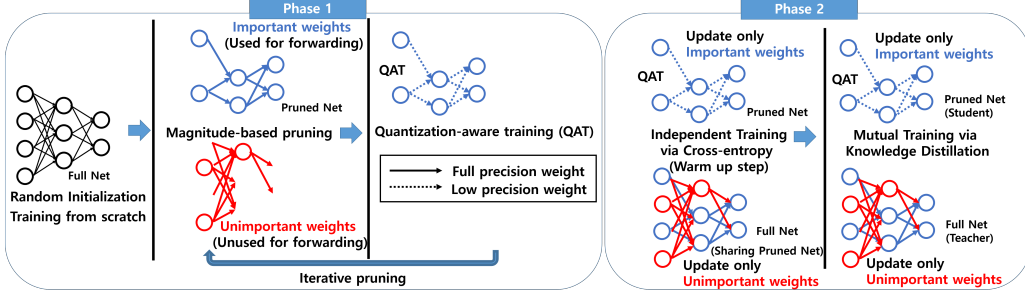 Phase 1
Full Net
Random Initialization
Training from scratch
Important weights
(Used for forwarding)
Pruned Net
Magnitude-based pruning
Unimportant weights
(Unused for forwarding)
QAT
Quantization-aware training (QAT)
Full precision weight
Low precision weight
Iterative pruning
Phase 2
Update only
Important weights
QAT
Pruned Net
Independent Training
via Cross-entropy
(Warm up step)
Full Net
(Sharing Pruned Net)
Update only
Unimportant weights
Update only
Important weights
QAT
Pruned Net
(Student)
Mutual Training via
Knowledge Distillation
Full Net
(Teacher)
Update only
Unimportant weights